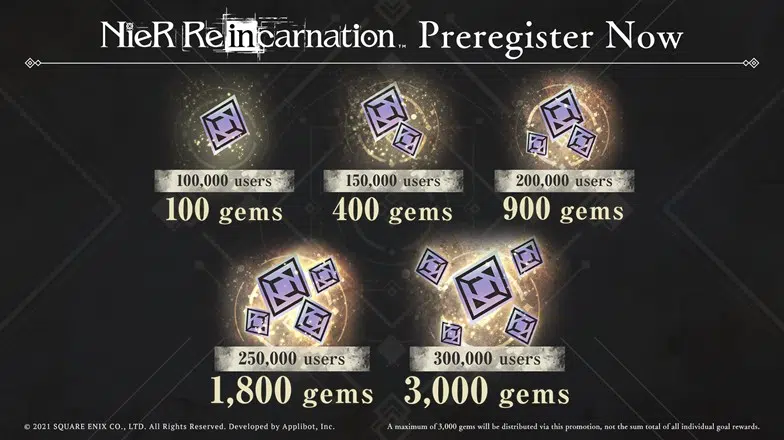 NieR Re[in]carnation™ Preregister Now
100,000 users
100 gems
150,000 users
400 gems
200,000 users
900 gems
250,000 users
1,800 gems
300,000 users
3,000 gems
© 2021 SQUARE ENIX CO., LTD. All Rights Reserved. Developed by Applibot, Inc.
A maximum of 3,000 gems will be distributed via this promotion, not the sum total of all individual goal rewards.